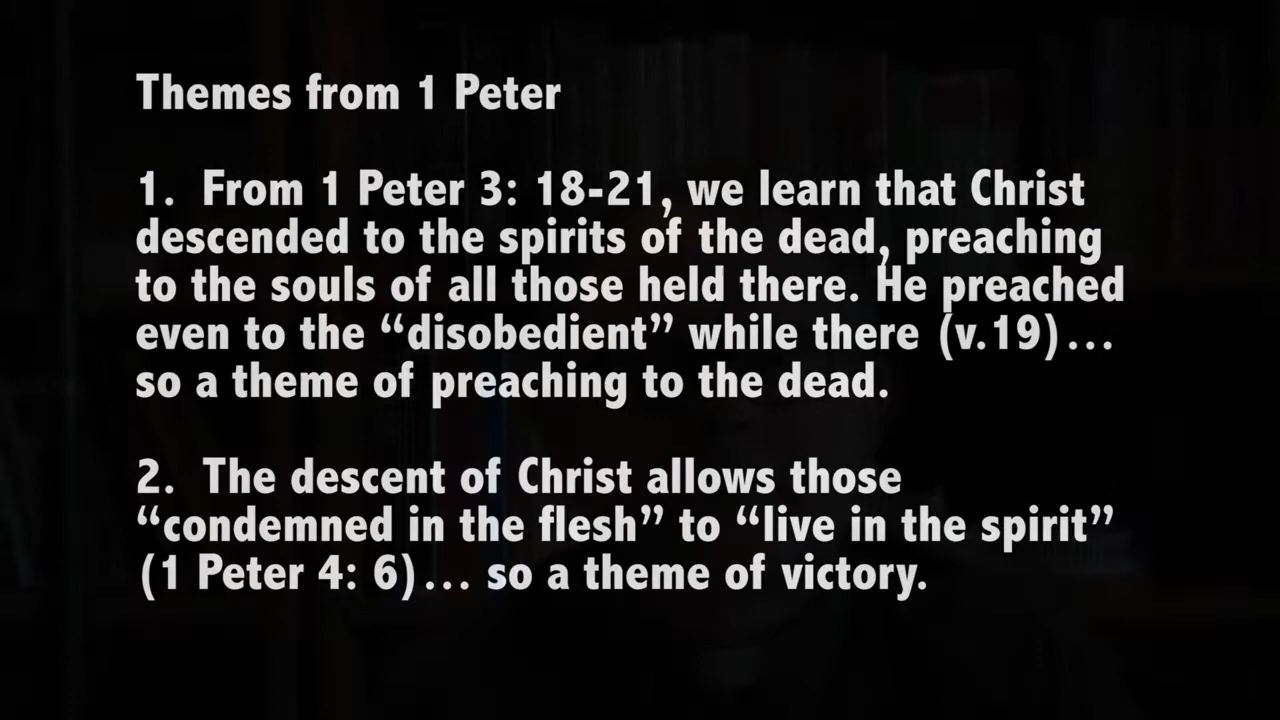 Themes from 1 Peter
1. From 1 Peter 3: 18-21, we learn that Christ
descended to the spirits of the dead, preaching
to the souls of all those held there. He preached
even to the “disobedient” while there (v.19)...
so a theme of preaching to the dead.
2. The descent of Christ allows those
“condemned in the flesh” to “live in the spirit”
(1 Peter 4: 6)... so a theme of victory.